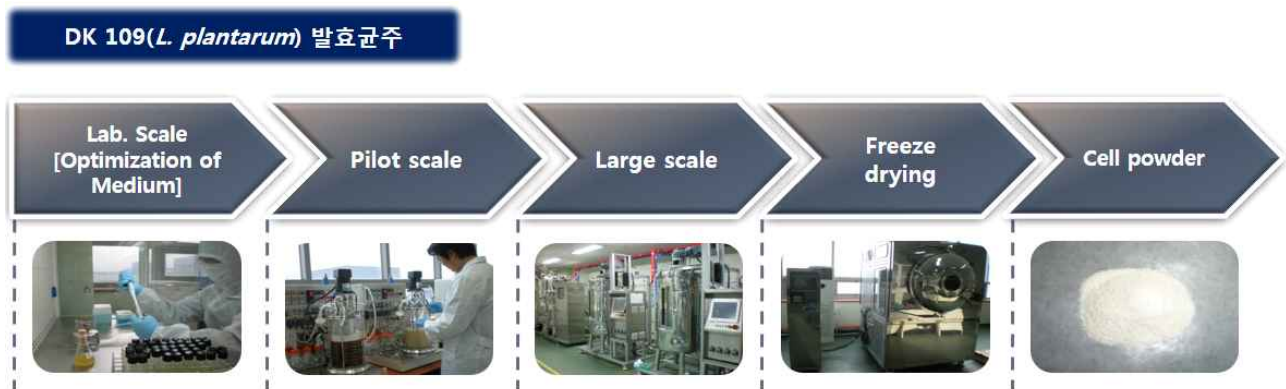 DK 109(L. plantarum) 발효균주
Lab. Scale
[Optimization of
Medium]
Pilot scale
Large scale
Freeze
drying
Cell powder